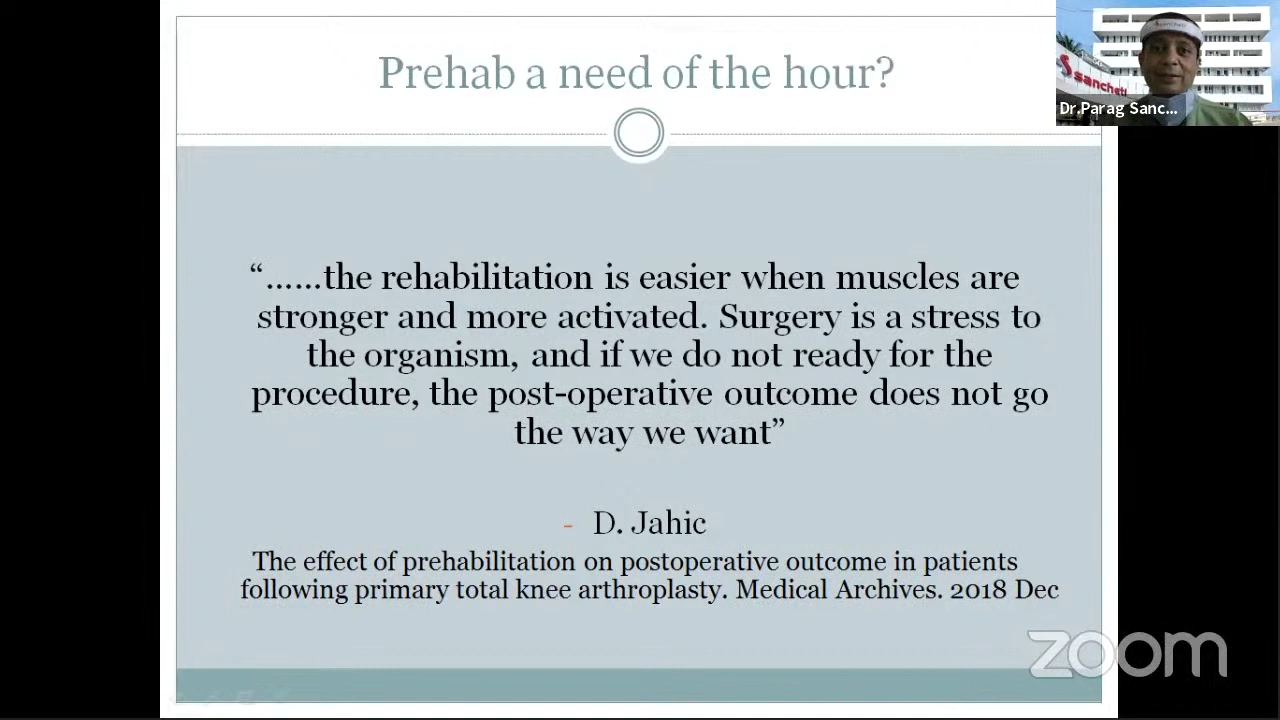 Prehab a need of the hour?
sancheti
Dr.Parag Sanc...
“......the rehabilitation is easier when muscles are
stronger and more activated. Surgery is a stress to
the organism, and if we do not ready for the
procedure, the post-operative outcome does not go
the way we want”
- D. Jahic
The effect of prehabilitation on postoperative outcome in patients
following primary total knee arthroplasty. Medical Archives. 2018 Dec
zoom